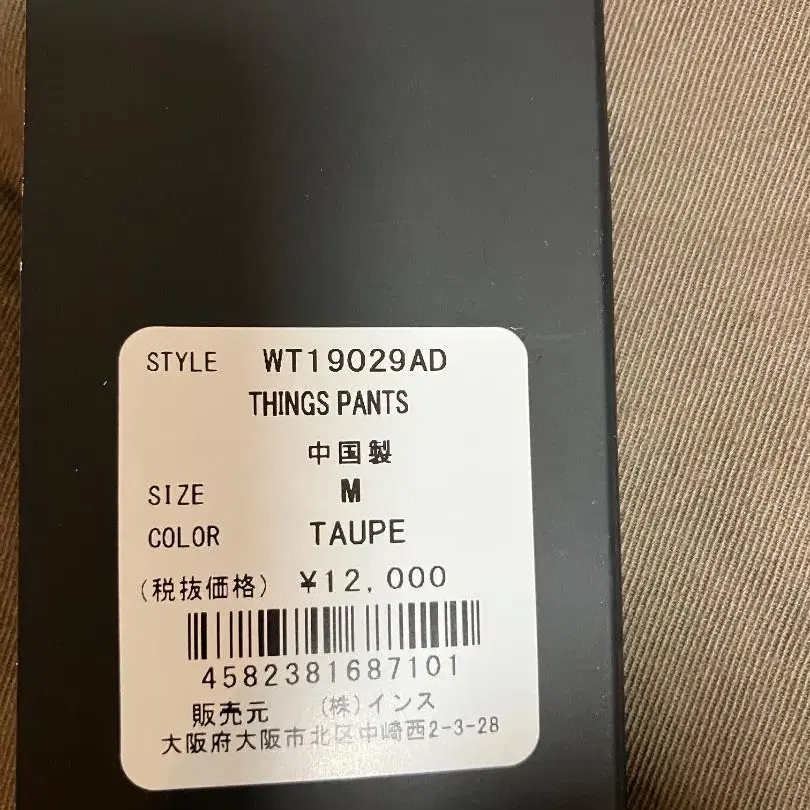 STYLE WT19029AD
THINGS PANTS
中国製
SIZE M
COLOR TAUPE
(税抜価格) ¥12,000
4582381687101
販売元 (株)インス
大阪府大阪市北区中崎西2-3-28